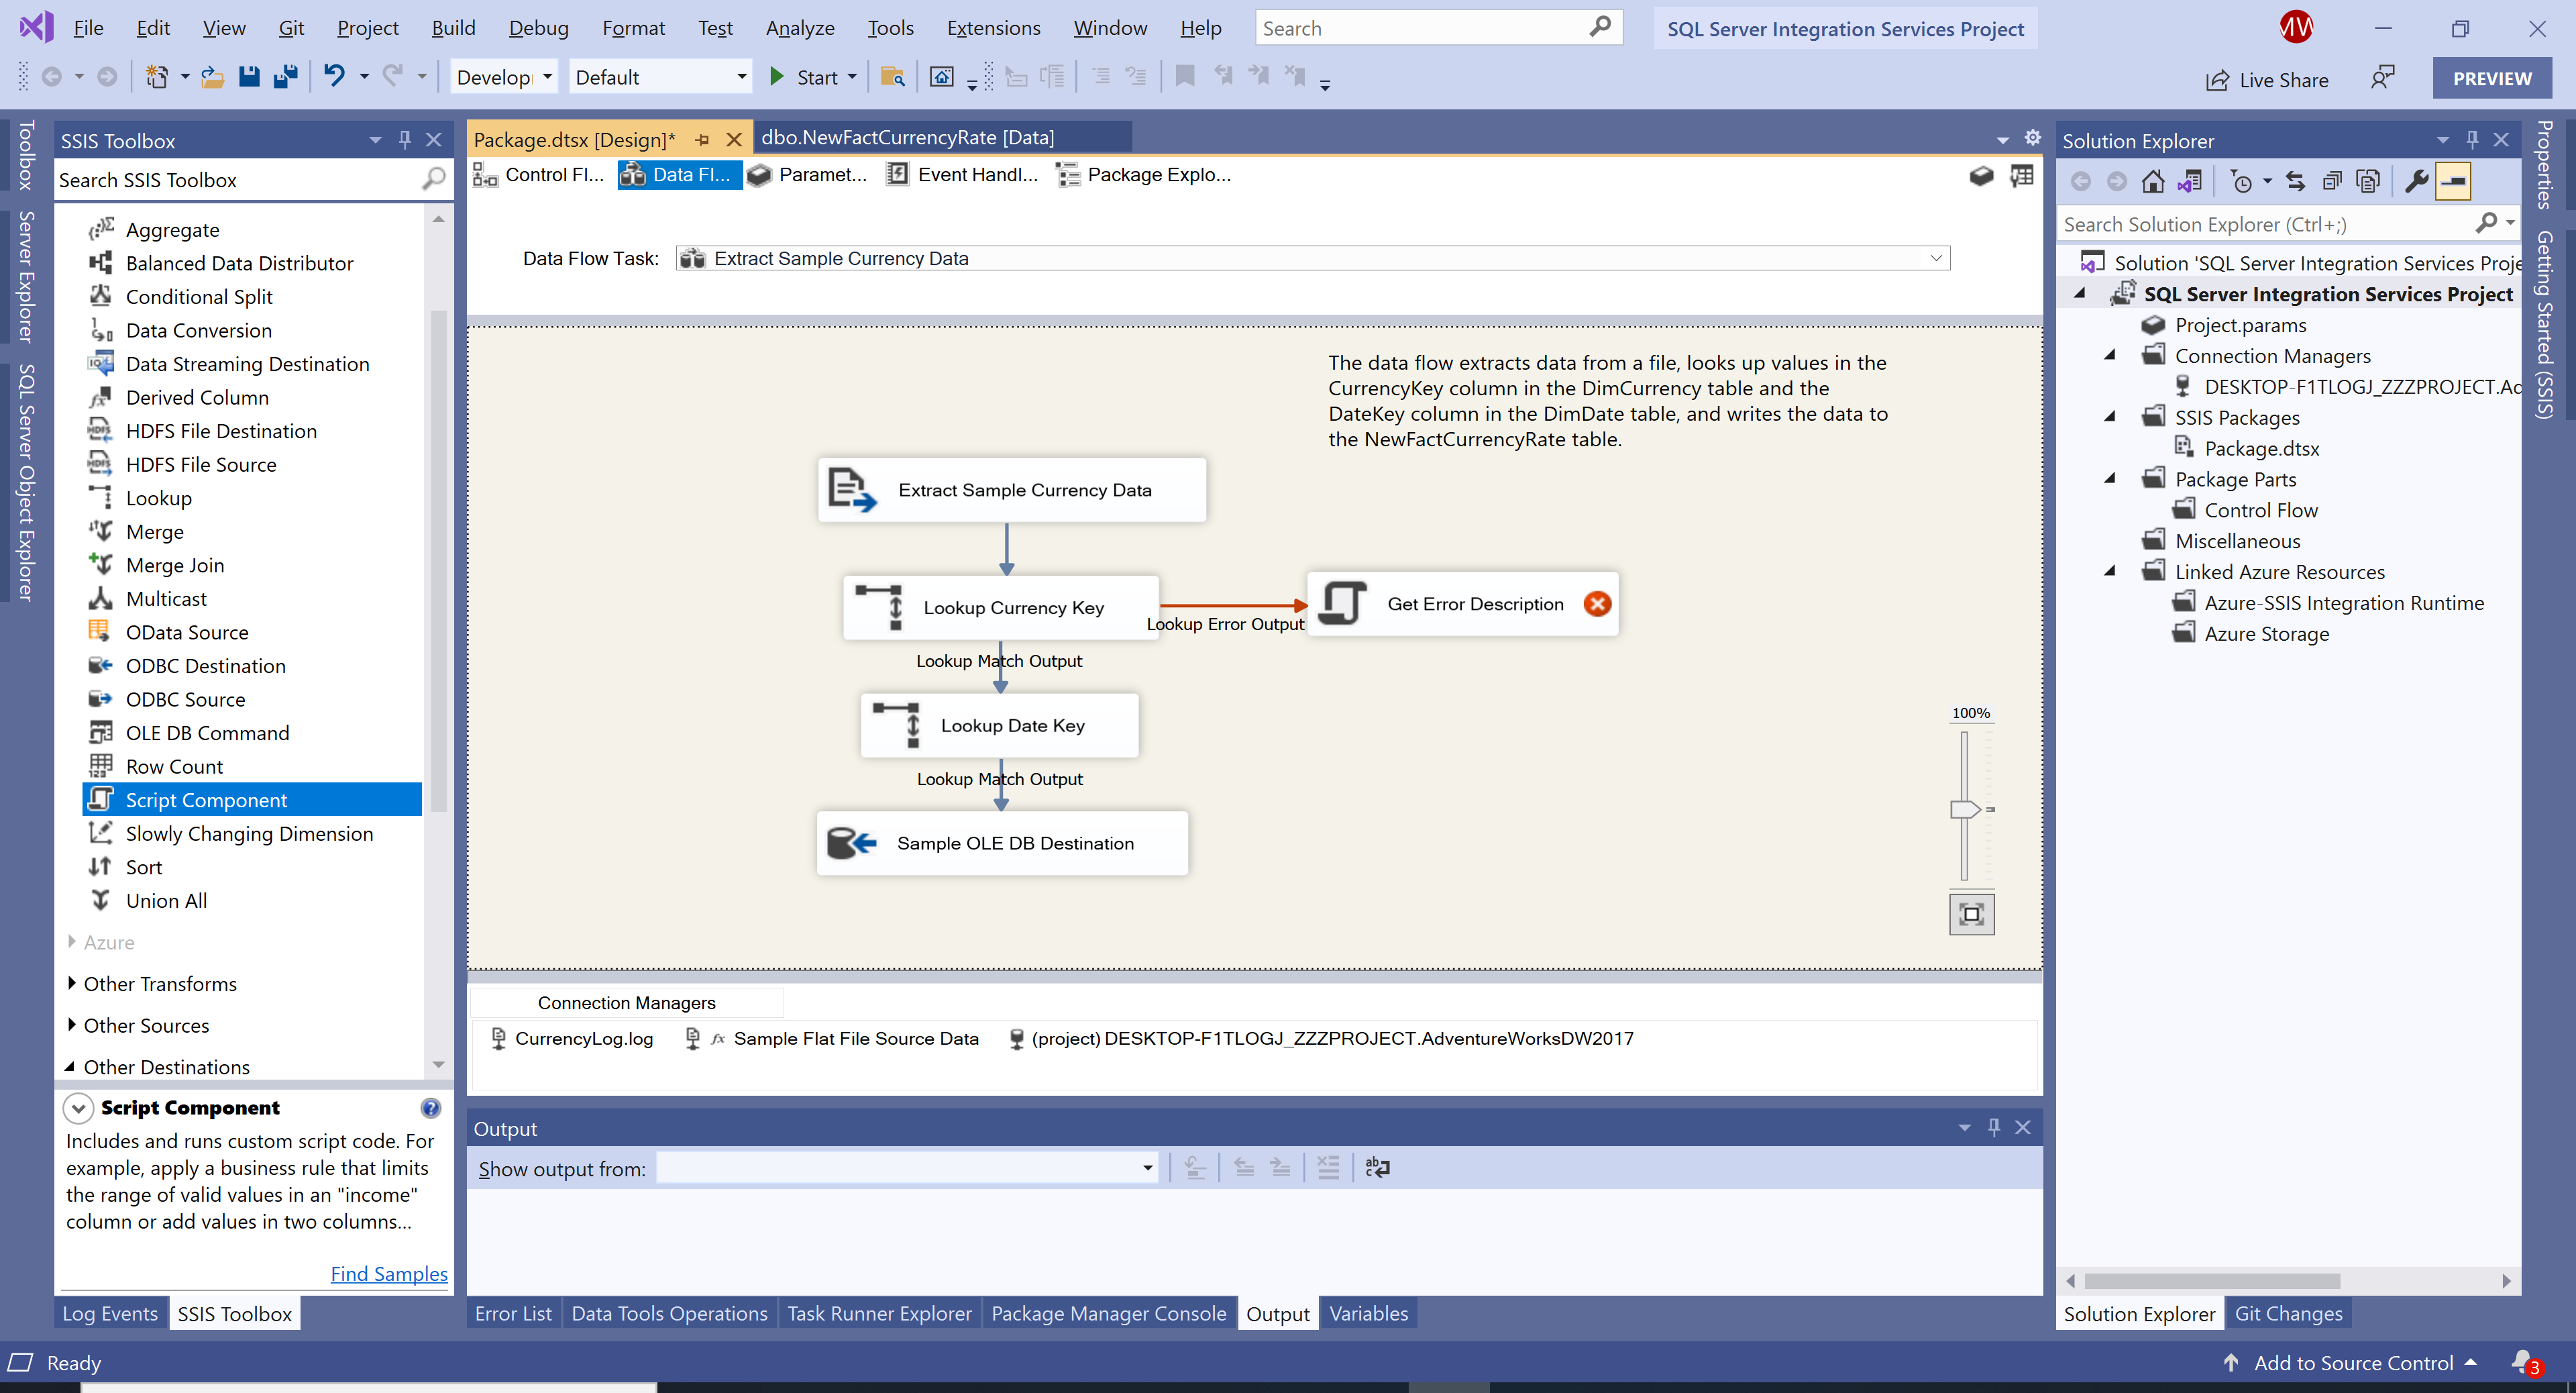 File Edit View Git Project Build Debug Format Test Analyze Tools Extensions Window Help Search SQL Server Integration Services Project
Develop Default Start Live Share PREVIEW
Toolbox
Server Explorer
SQL Server Object Explorer
SSIS Toolbox
Search SSIS Toolbox
Aggregate
Balanced Data Distributor
Conditional Split
Data Conversion
Data Streaming Destination
Derived Column
HDFS File Destination
HDFS File Source
Lookup
Merge
Merge Join
Multicast
OData Source
ODBC Destination
ODBC Source
OLE DB Command
Row Count
Script Component
Slowly Changing Dimension
Sort
Union All
Azure
Other Transforms
Other Sources
Other Destinations
Script Component
Includes and runs custom script code. For
example, apply a business rule that limits
the range of valid values in an "income"
column or add values in two columns...
Find Samples
Log Events SSIS Toolbox
Package.dtsx [Design]* dbo.NewFactCurrencyRate [Data]
Control Fl... Data Fl... Paramet... Event Handl... Package Explo...
Data Flow Task: Extract Sample Currency Data
The data flow extracts data from a file, looks up values in the
CurrencyKey column in the DimCurrency table and the
DateKey column in the DimDate table, and writes the data to
the NewFactCurrencyRate table.
Extract Sample Currency Data
Lookup Currency Key
Lookup Error Output
Get Error Description
Lookup Match Output
Lookup Date Key
Lookup Match Output
Sample OLE DB Destination
100%
Connection Managers
CurrencyLog.log fx Sample Flat File Source Data (project) DESKTOP-F1TLOGJ_ZZZPROJECT.AdventureWorksDW2017
Output
Show output from:
Error List Data Tools Operations Task Runner Explorer Package Manager Console Output Variables
Solution Explorer
Search Solution Explorer (Ctrl+;)
Solution 'SQL Server Integration Services Proje
SQL Server Integration Services Project
Project.params
Connection Managers
DESKTOP-F1TLOGJ_ZZZPROJECT.Ad
SSIS Packages
Package.dtsx
Package Parts
Control Flow
Miscellaneous
Linked Azure Resources
Azure-SSIS Integration Runtime
Azure Storage
Solution Explorer Git Changes
Properties
Getting Started (SSIS)
Ready Add to Source Control 3